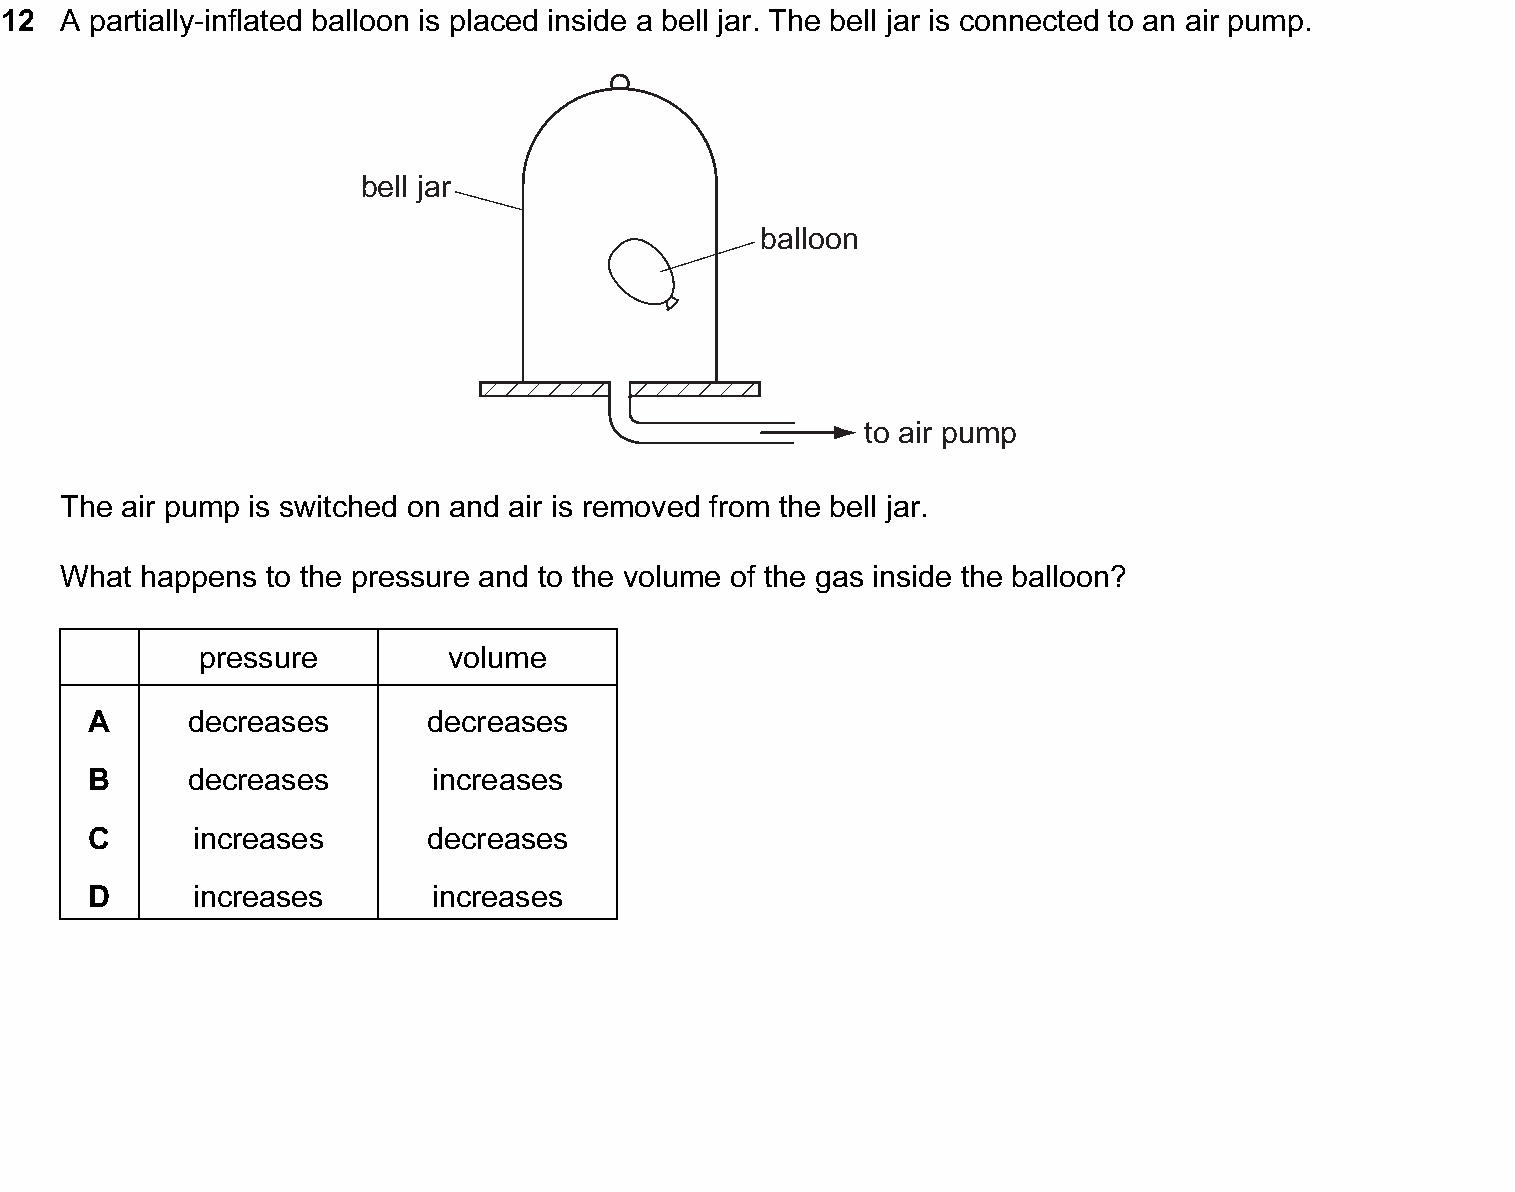 12 A partially-inflated balloon is placed inside a bell jar. The bell jar is connected to an air pump.
bell jar
balloon
to air pump
The air pump is switched on and air is removed from the bell jar.
What happens to the pressure and to the volume of the gas inside the balloon?
pressure volume
A decreases decreases
B decreases increases
C increases decreases
D increases increases